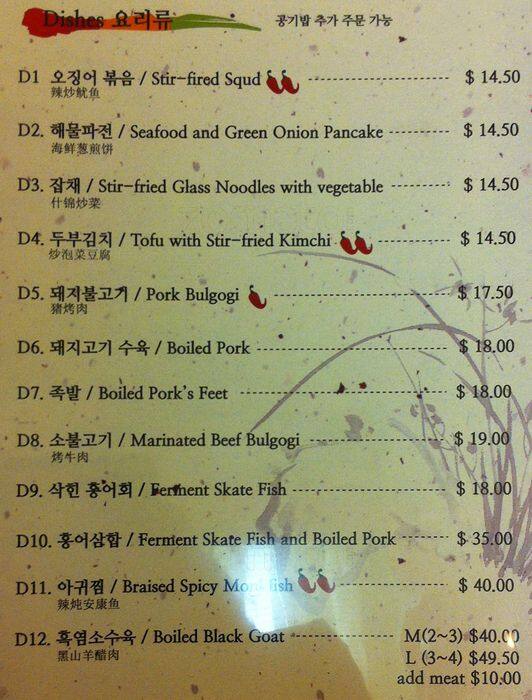 Dishes 요리류 공기밥 추가 주문 가능
D1 오징어 볶음 / Stir-fired Squd $ 14.50
辣炒鱿鱼
D2. 해물파전 / Seafood and Green Onion Pancake $ 14.50
海鲜葱煎饼
D3. 잡채 / Stir-fried Glass Noodles with vegetable $ 14.50
什锦炒菜
D4. 두부김치 / Tofu with Stir-fried Kimchi $ 14.50
炒泡菜豆腐
D5. 돼지불고기 / Pork Bulgogi $ 17.50
猪烤肉
D6. 돼지고기 수육 / Boiled Pork $ 18.00
D7. 족발 / Boiled Pork's Feet $ 18.00
D8. 소불고기 / Marinated Beef Bulgogi $ 19.00
烤牛肉
D9. 삭힌 홍어회 / Ferment Skate Fish $ 18.00
D10. 홍어삼합 / Ferment Skate Fish and Boiled Pork $ 35.00
D11. 아귀찜 / Braised Spicy Monkfish $ 40.00
辣炖安康鱼
D12. 흑염소수육 / Boiled Black Goat M(2~3) $40.00
黑山羊醋肉 L (3~4) $49.50
add meat $10.00